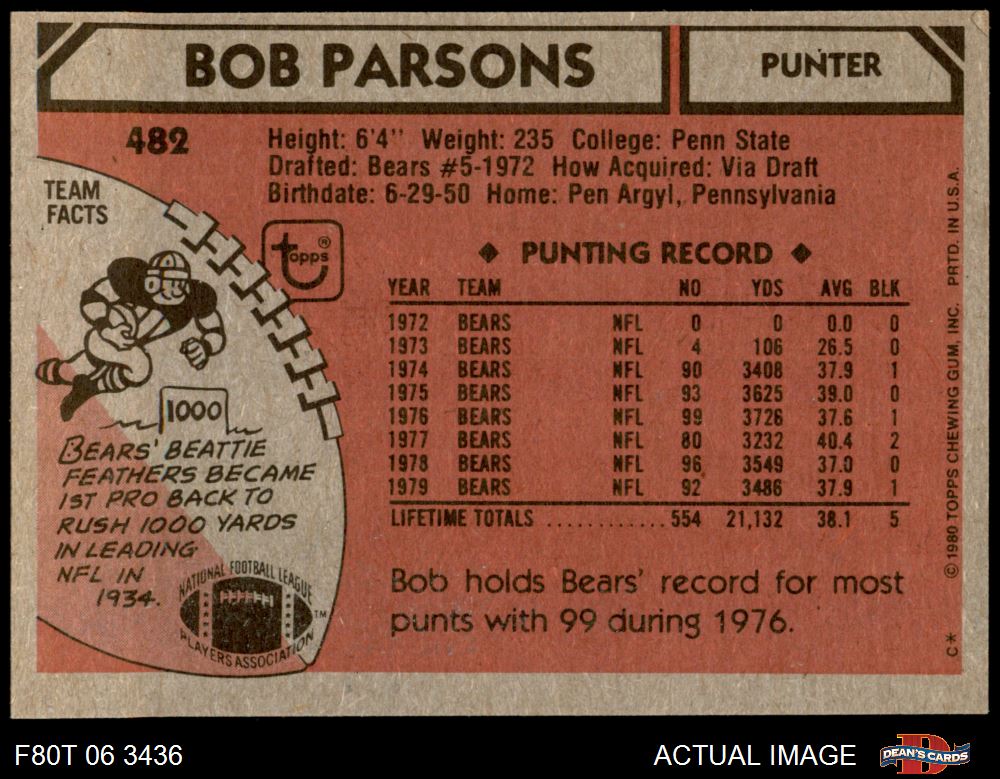 BOB PARSONS
PUNTER
482
Height: 6'4" Weight: 235 College: Penn State
Drafted: Bears #5-1972 How Acquired: Via Draft
Birthdate: 6-29-50 Home: Pen Argyl, Pennsylvania
TEAM
FACTS
topps®
◆ PUNTING RECORD ◆
YEAR TEAM NO YDS AVG BLK
1972 BEARS NFL 0 0 0.0 0
1973 BEARS NFL 4 106 26.5 0
1974 BEARS NFL 90 3408 37.9 1
1975 BEARS NFL 93 3625 39.0 0
1976 BEARS NFL 99 3726 37.6 1
1977 BEARS NFL 80 3232 40.4 2
1978 BEARS NFL 96 3549 37.0 0
1979 BEARS NFL 92 3486 37.9 1
LIFETIME TOTALS ............ 554 21,132 38.1 5
Bob holds Bears' record for most
punts with 99 during 1976.
1000
BEARS' BEATTIE
FEATHERS BECAME
1ST PRO BACK TO
RUSH 1000 YARDS
IN LEADING
NFL IN
1934.
NATIONAL FOOTBALL LEAGUE
PLAYERS ASSOCIATION
TM
C* ©1980 TOPPS CHEWING GUM, INC. PRTD. IN U.S.A.
F80T 06 3436
ACTUAL IMAGE
D
DEAN'S CARDS